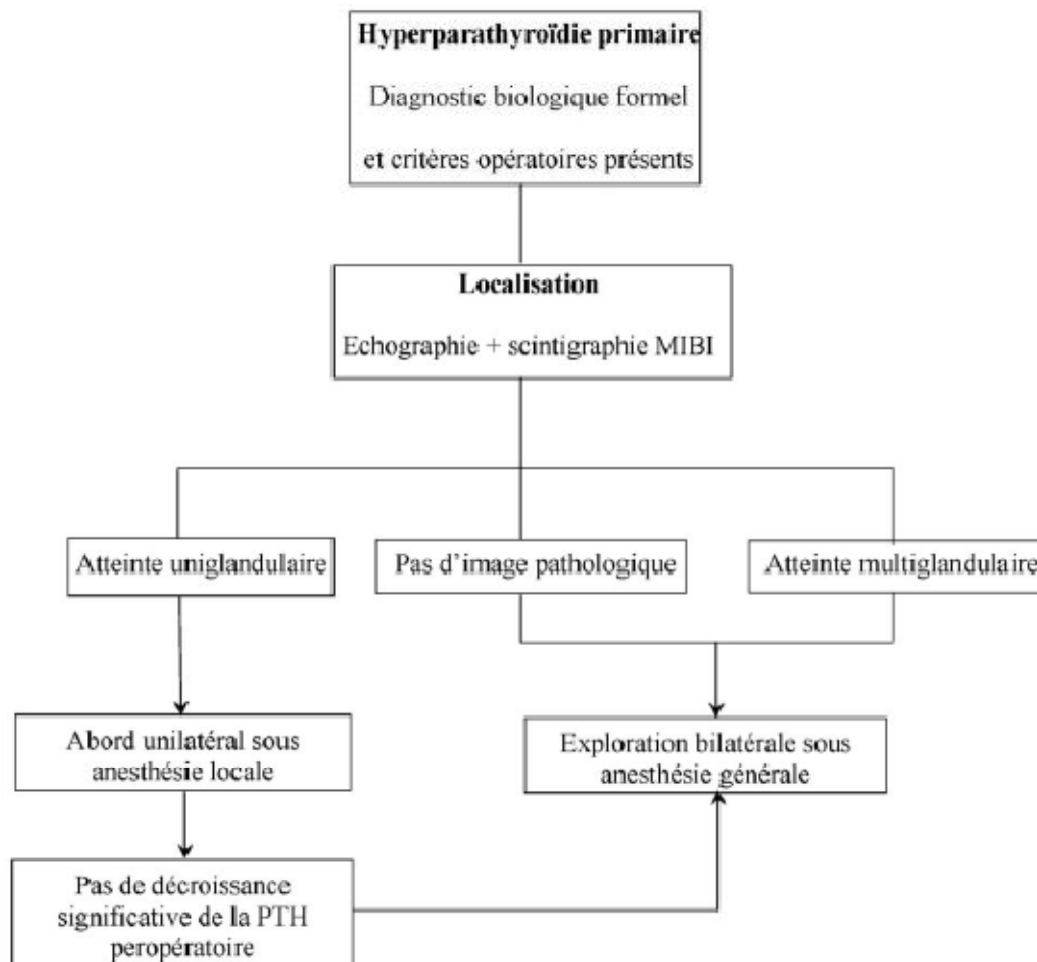 Hyperparathyroïdie primaire
Diagnostic biologique formel
et critères opératoires présents
Localisation
Echographie + scintigraphie MIBI
Atteinte uniglandulaire
Pas d'image pathologique
Atteinte multiglandulaire
Abord unilatéral sous
anesthésie locale
Exploration bilatérale sous
anesthésie générale
Pas de décroissance
significative de la PTH
peropératoire